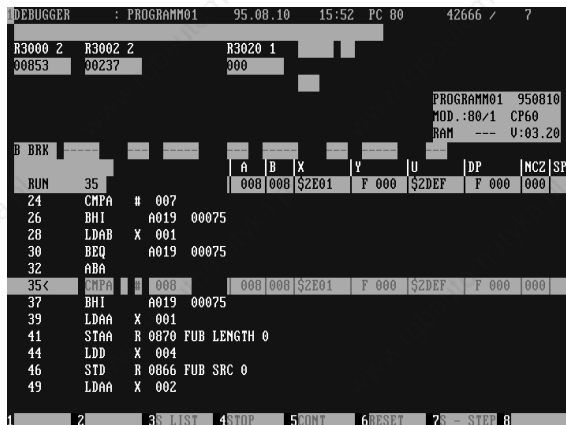 1DEBUGGER : PROGRAMM01 95.08.10 15:52 PC 80 42666 / 7
R3000 2 R3002 2 R3020 1
00853 00237 000
PROGRAMM01 950810
MOD.:80/1 CP60
RAM --- V:03.20
B BRK ----- --- ----- --- ----- --- ----- ---
A B X Y U DP NCZ SP
RUN 35 008 008 $2E01 F 000 $2DEF F 000 000
24 CMPA # 007
26 BHI A019 00075
28 LDAB X 001
30 BEQ A019 00075
32 ABA
35< CMPA # 008 008 008 $2E01 F 000 $2DEF F 000 000
37 BHI A019 00075
39 LDAA X 001
41 STAA R 0870 FUB LENGTH 0
44 LDD X 004
46 STD R 0866 FUB SRC 0
49 LDAA X 002
1 2 3S LIST 4STOP 5CONT 6RESET 7S - STEP 8